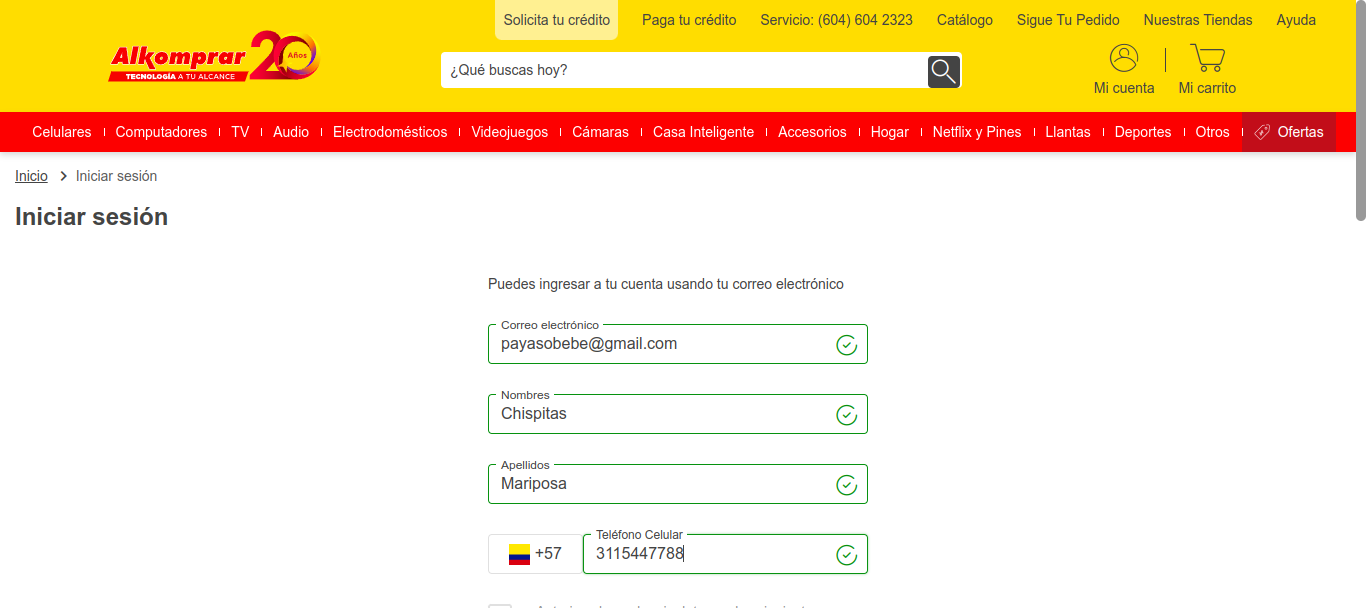 Solicita tu crédito Paga tu crédito Servicio: (604) 604 2323 Catálogo Sigue Tu Pedido Nuestras Tiendas Ayuda
Alkomprar 20 Años
TECNOLOGÍA A TU ALCANCE
¿Qué buscas hoy?
Mi cuenta Mi carrito
Celulares Computadores TV Audio Electrodomésticos Videojuegos Cámaras Casa Inteligente Accesorios Hogar Netflix y Pines Llantas Deportes Otros Ofertas
Inicio Iniciar sesión
Iniciar sesión
Puedes ingresar a tu cuenta usando tu correo electrónico
Correo electrónico
payasobebe@gmail.com
Nombres
Chispitas
Apellidos
Mariposa
Teléfono Celular
+57 3115447788